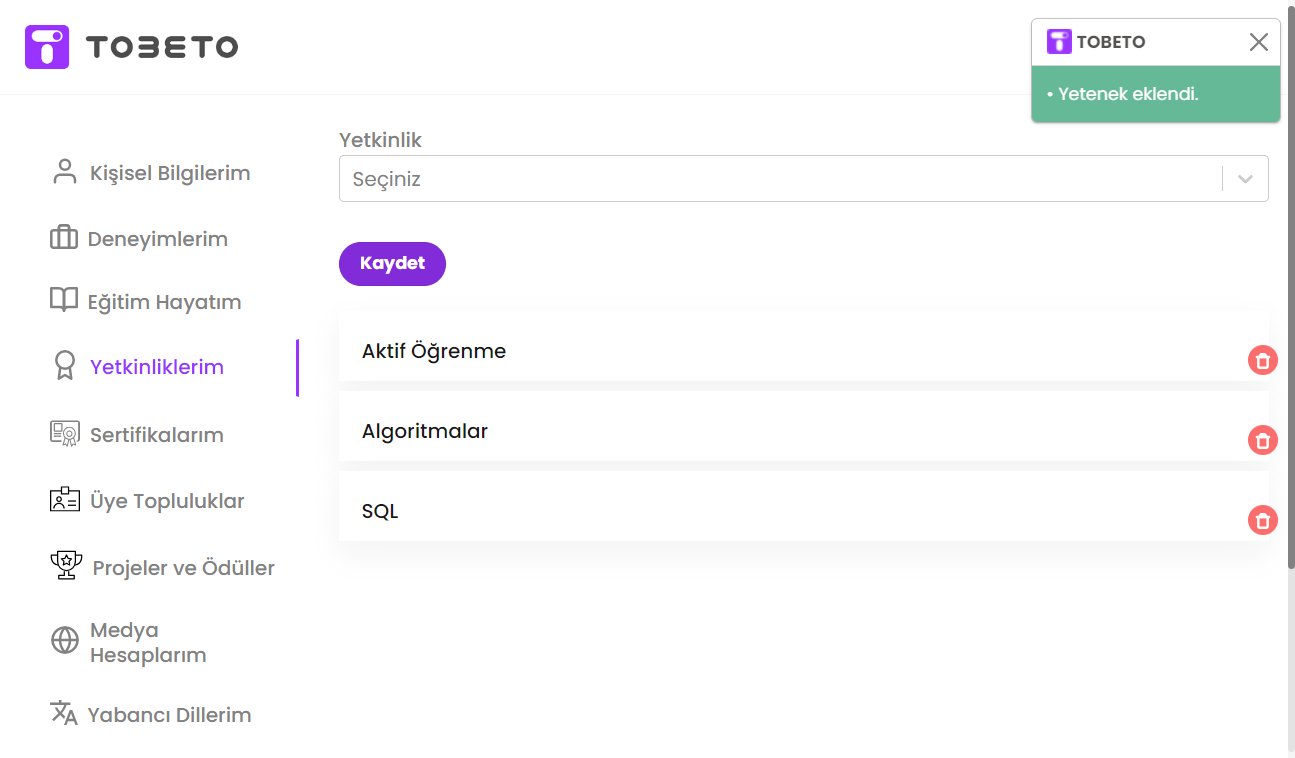 TOBETO
TOBETO
• Yetenek eklendi.
Kişisel Bilgilerim
Deneyimlerim
Eğitim Hayatım
Yetkinliklerim
Sertifikalarım
Üye Topluluklar
Projeler ve Ödüller
Medya
Hesaplarım
Yabancı Dillerim
Yetkinlik
Seçiniz
Kaydet
Aktif Öğrenme
Algoritmalar
SQL